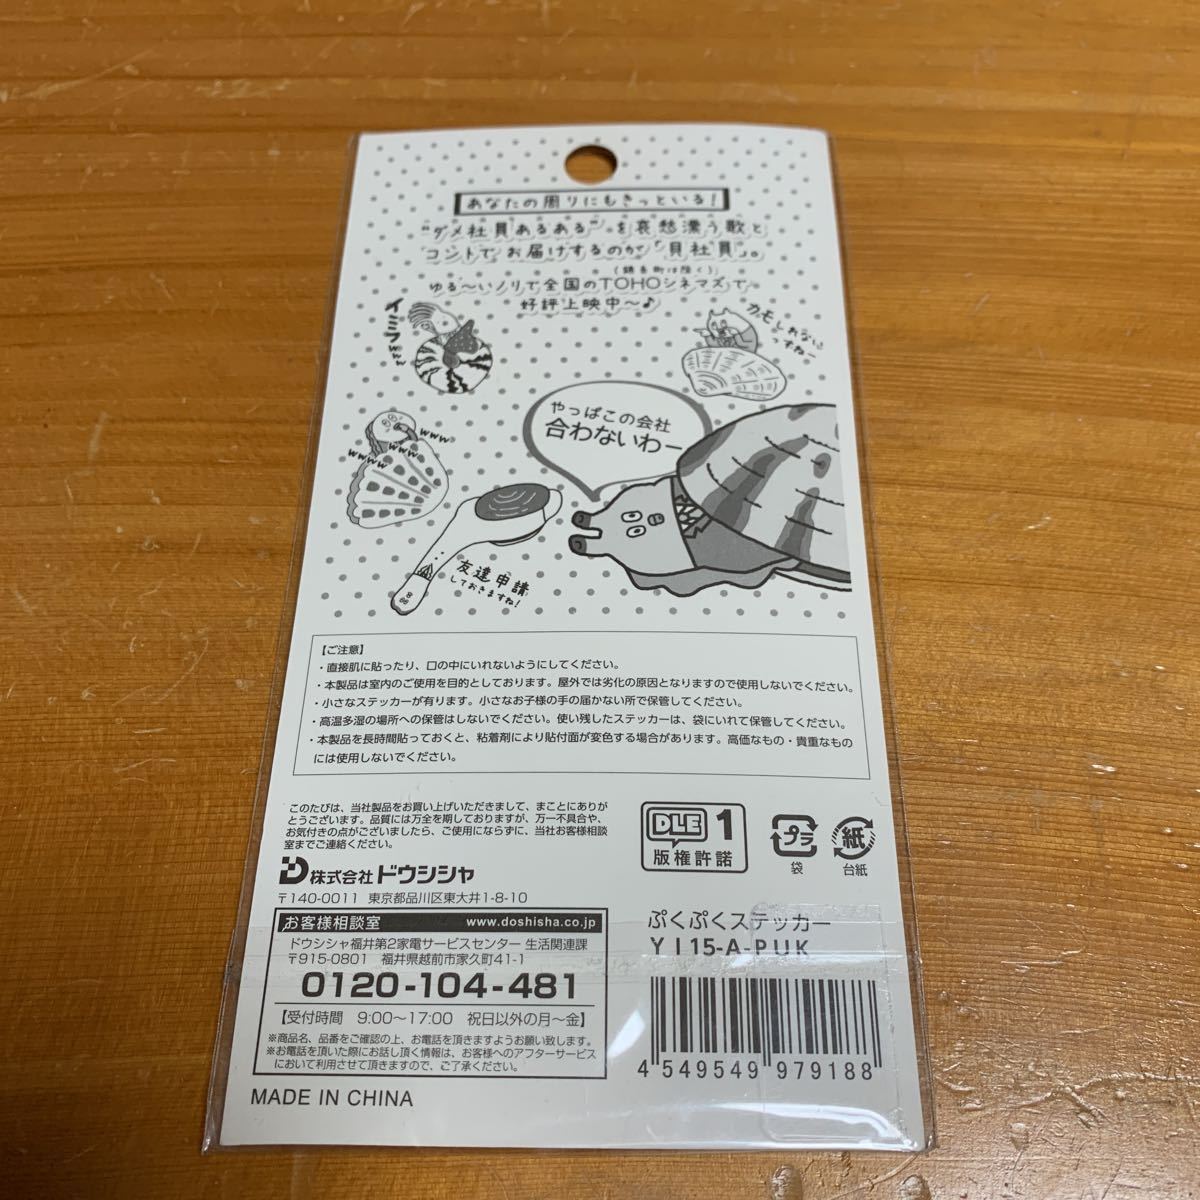 あなたの周りにもきっといる!
"ダメ社員あるある"を哀愁漂う歌と
コントでお届けするのが「貝社員」。
(錦糸町は除く)
ゆる〜いノリで全国のTOHOシネマズで
好評上映中〜♪
イミフww
カモしれない
っすねー
やっぱこの会社
合わないわー
www
www
wwww
友達申請
しておきますね!
【ご注意】
・直接肌に貼ったり、口の中にいれないようにしてください。
・本製品は室内のご使用を目的としております。屋外では劣化の原因となりますので使用しないでください。
・小さなステッカーが有ります。小さなお子様の手の届かない所で保管してください。
・高温多湿の場所への保管はしないでください。使い残したステッカーは、袋にいれて保管してください。
・本製品を長時間貼っておくと、粘着剤により貼付面が変色する場合があります。高価なもの・貴重なもの
には使用しないでください。
このたびは、当社製品をお買い上げいただきまして、まことにありが
とうございます。品質には万全を期しておりますが、万一不具合や、
お気付きの点がございましたら、ご使用にならずに、当社お客様相談
室までご連絡ください。
株式会社ドウシシャ
〒140-0011 東京都品川区東大井1-8-10
お客様相談室 www.doshisha.co.jp
ドウシシャ福井第2家電サービスセンター 生活関連課
〒915-0801 福井県越前市家久町41-1
0120-104-481
【受付時間 9:00〜17:00 祝日以外の月〜金】
※商品名、品番をご確認の上、お電話を頂きますようお願い致します。
※お電話を頂いた際にお話し頂く情報は、お客様へのアフターサービス
において利用させて頂きますので、ご了承ください。
MADE IN CHINA
DLE 1
版権許諾
プラ
袋
紙
台紙
ぷくぷくステッカー
YI15-A-PUK
4 549549 979188